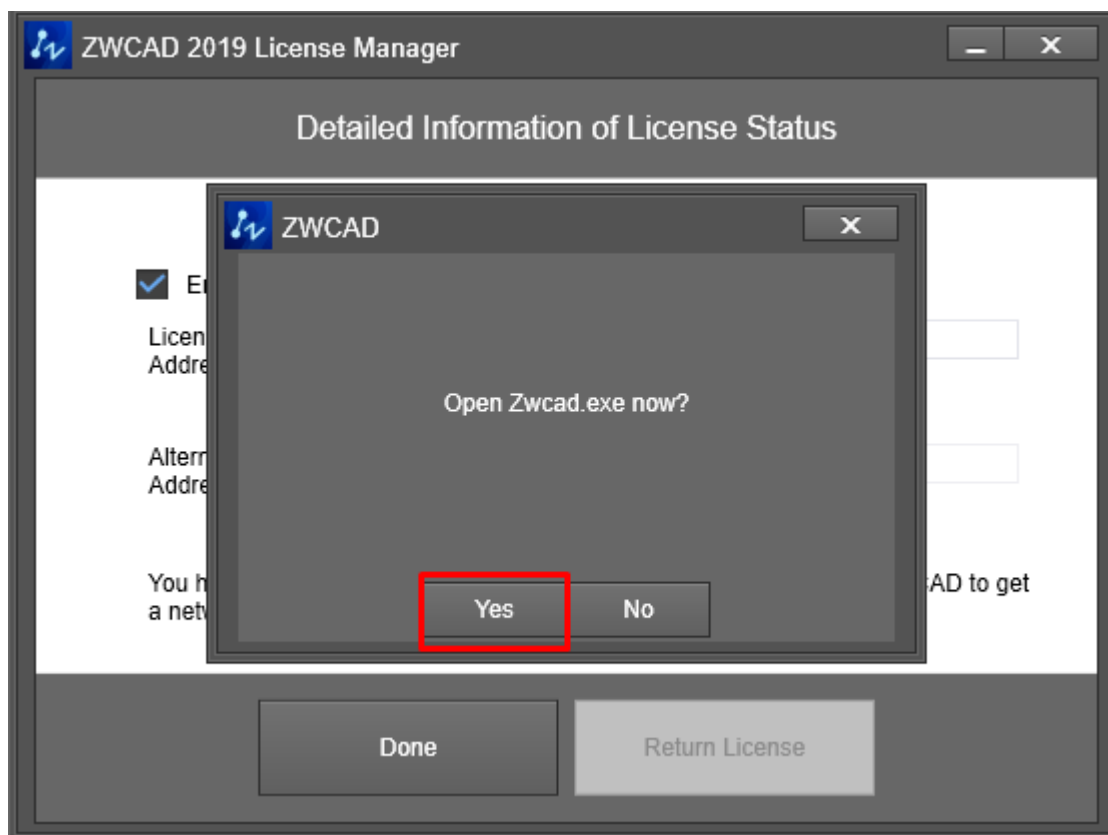 ZWCAD 2019 License Manager
Detailed Information of License Status
ZWCAD
Open Zwcad.exe now?
Licen
Addre
Altern
Addre
You h
AD to get
a net
Yes
No
Done
Return License